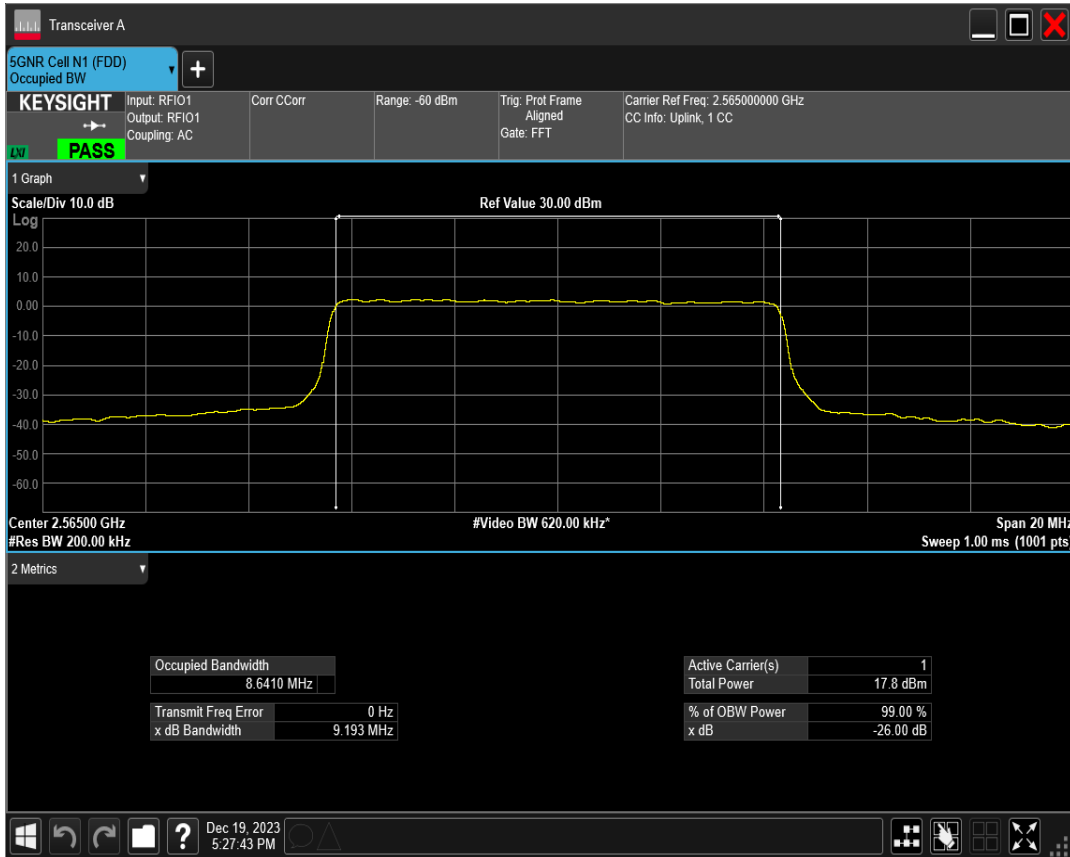 Transceiver A
5GNR Cell N1 (FDD)
Occupied BW
+
KEYSIGHT
LXI
PASS
Input: RFIO1
Output: RFIO1
Coupling: AC
Corr CCorr
Range: -60 dBm
Trig: Prot Frame
Aligned
Gate: FFT
Carrier Ref Freq: 2.565000000 GHz
CC Info: Uplink, 1 CC
1 Graph
Scale/Div 10.0 dB
Ref Value 30.00 dBm
Log
20.0
10.0
0.00
-10.0
-20.0
-30.0
-40.0
-50.0
-60.0
Center 2.56500 GHz
#Video BW 620.00 kHz*
Span 20 MHz
#Res BW 200.00 kHz
Sweep 1.00 ms (1001 pts)
2 Metrics
Occupied Bandwidth
8.6410 MHz
Transmit Freq Error 0 Hz
x dB Bandwidth 9.193 MHz
Active Carrier(s) 1
Total Power 17.8 dBm
% of OBW Power 99.00 %
x dB -26.00 dB
?
Dec 19, 2023
5:27:43 PM